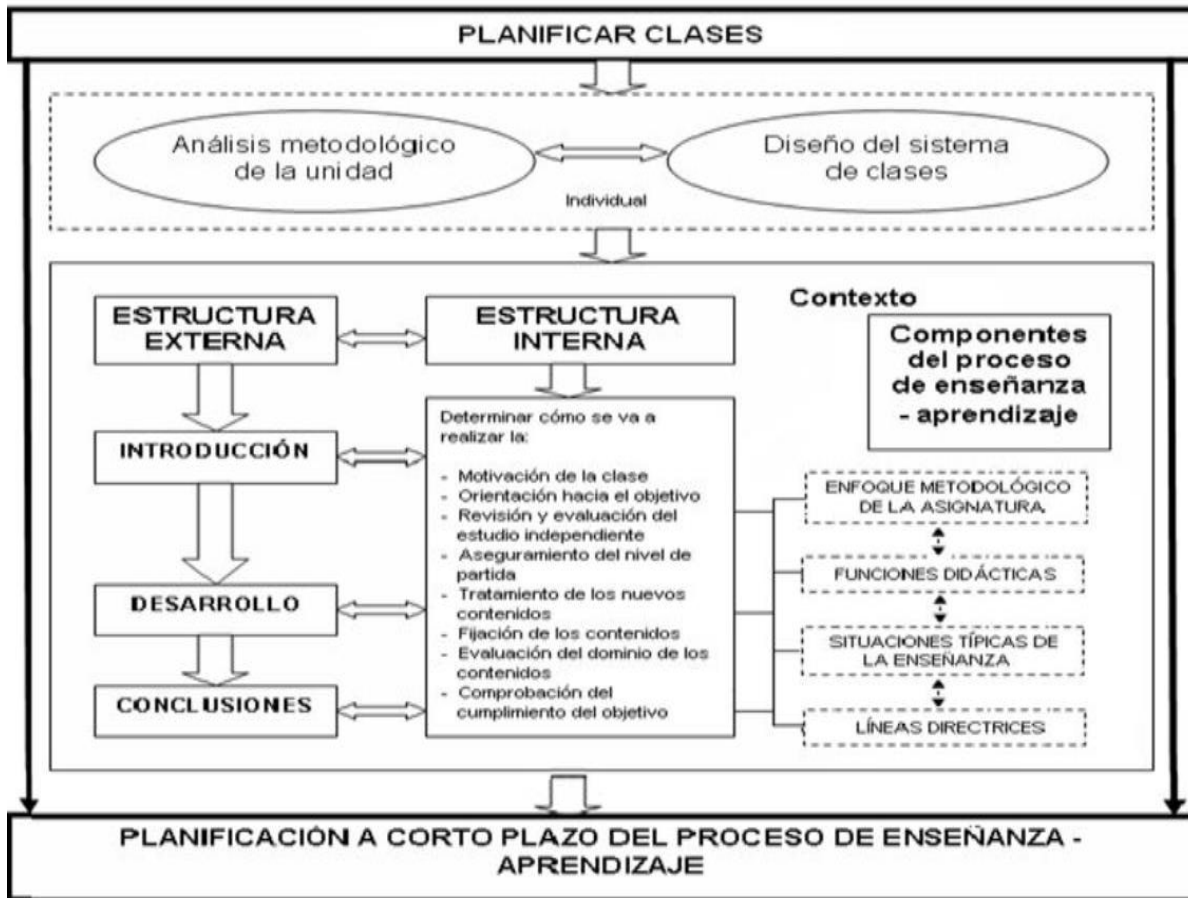 PLANIFICAR CLASES
Análisis metodológico
de la unidad
Diseño del sistema
de clases
Individual
ESTRUCTURA
EXTERNA
ESTRUCTURA
INTERNA
Contexto
Componentes
del proceso
de enseñanza
- aprendizaje
INTRODUCCIÓN
DESARROLLO
CONCLUSIONES
Determinar cómo se va a
realizar la:
- Motivación de la clase
- Orientación hacia el objetivo
- Revisión y evaluación del
estudio independiente
- Aseguramiento del nivel de
partida
- Tratamiento de los nuevos
contenidos
- Fijación de los contenidos
- Evaluación del dominio de los
contenidos
- Comprobación del
cumplimiento del objetivo
ENFOQUE METODOLÓGICO
DE LA ASIGNATURA
FUNCIONES DIDÁCTICAS
SITUACIONES TÍPICAS DE
LA ENSEÑANZA
LÍNEAS DIRECTRICES
PLANIFICACIÓN A CORTO PLAZO DEL PROCESO DE ENSEÑANZA -
APRENDIZAJE